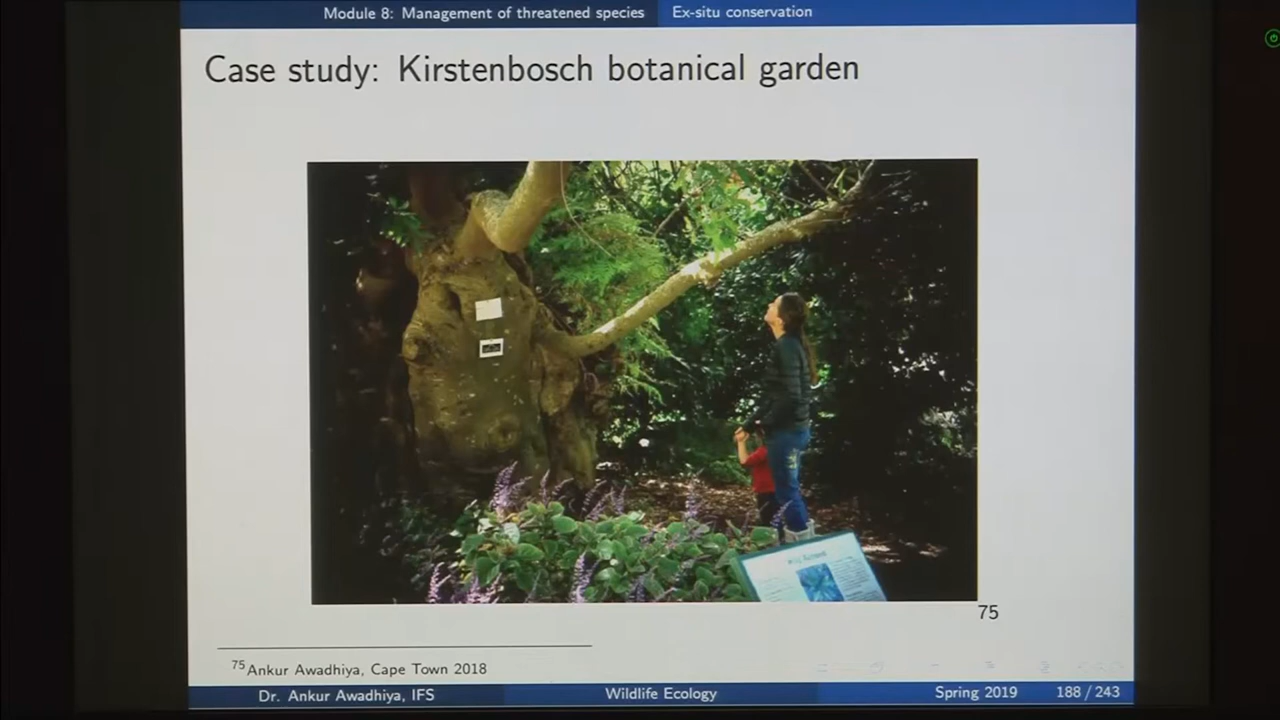 Module 8: Management of threatened species Ex-situ conservation
Case study: Kirstenbosch botanical garden
75
75 Ankur Awadhiya, Cape Town 2018
Dr. Ankur Awadhiya, IFS Wildlife Ecology Spring 2019 188 / 243